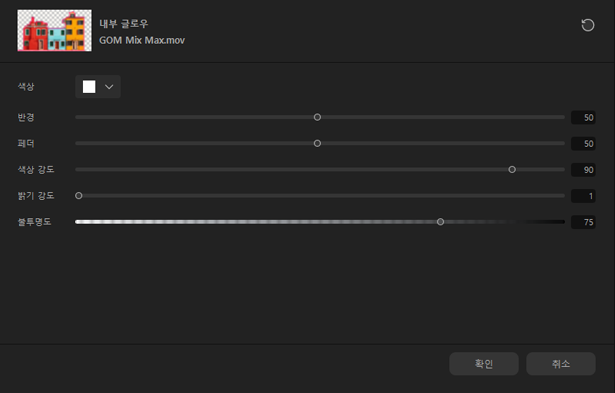 내부 글로우
GOM Mix Max.mov
색상
반경 50
페더 50
색상 강도 90
밝기 강도 1
불투명도 75
확인 취소